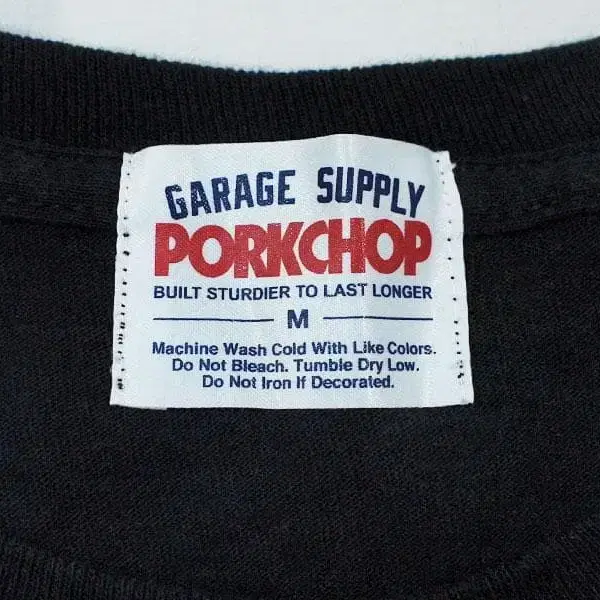 GARAGE SUPPLY
PORKCHOP
BUILT STURDIER TO LAST LONGER
M
Machine Wash Cold With Like Colors.
Do Not Bleach. Tumble Dry Low.
Do Not Iron If Decorated.